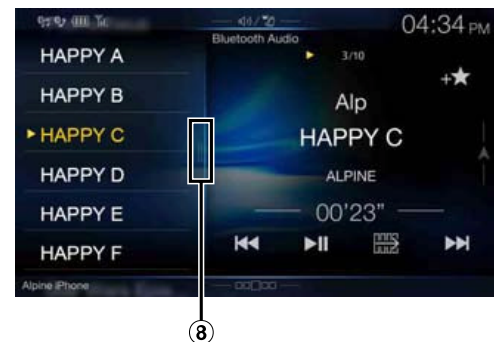 04:34 PM
Bluetooth Audio
3/10
HAPPY A
HAPPY B
HAPPY C
HAPPY D
HAPPY E
HAPPY F
Alp
HAPPY C
ALPINE
00'23"
Alpine iPhone
8